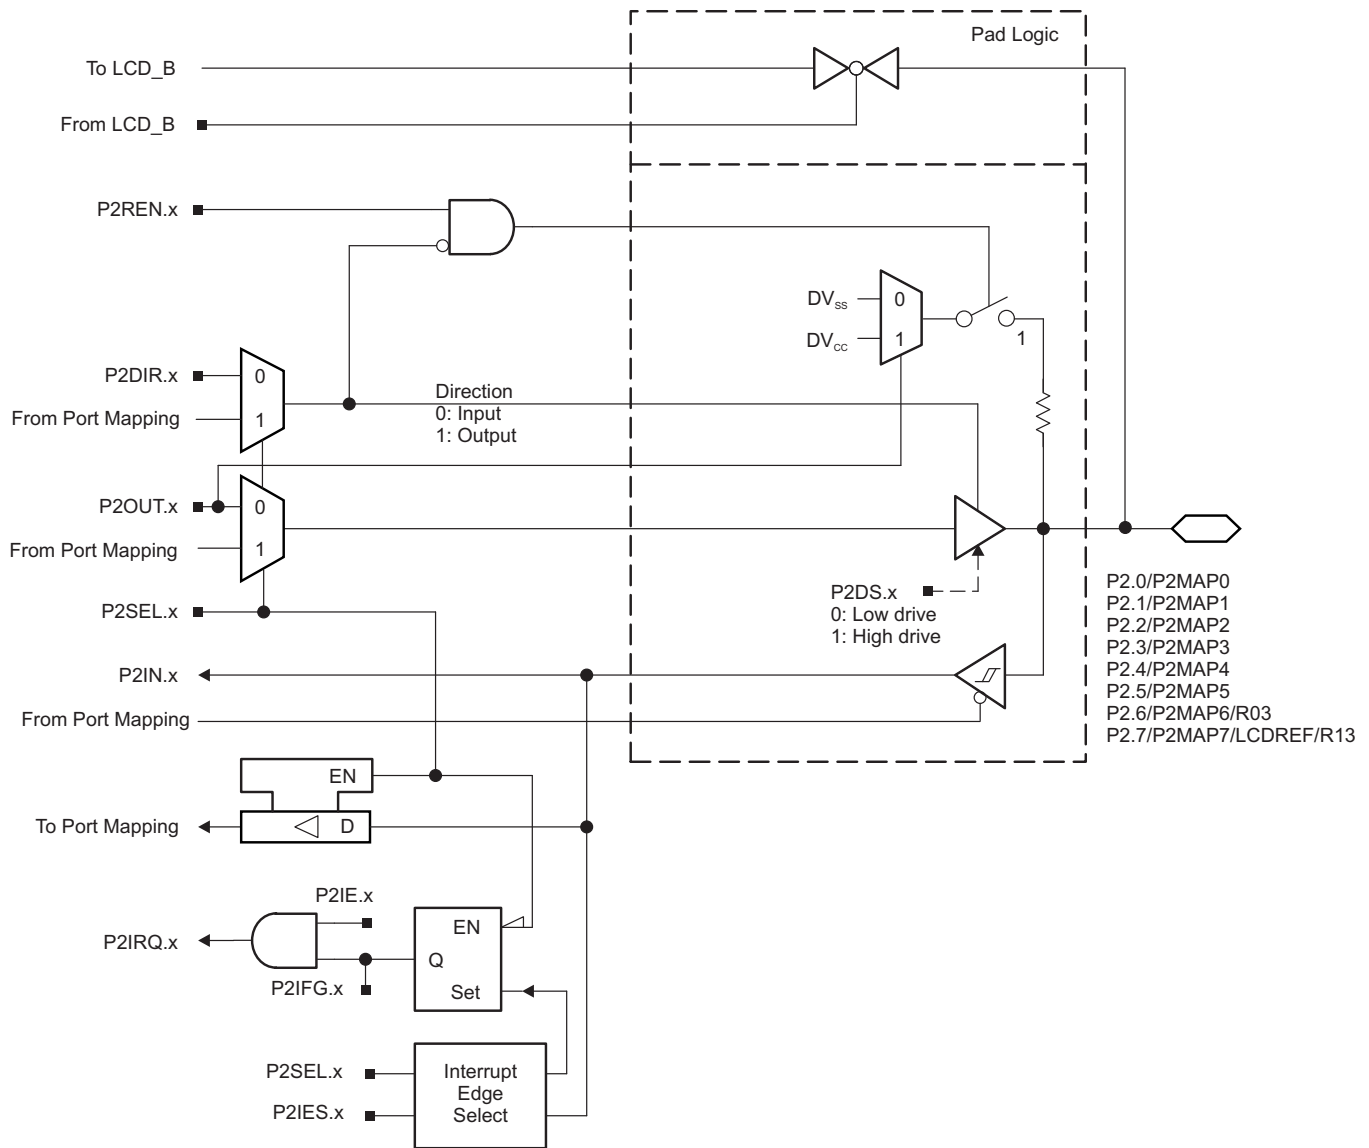 Pad Logic
To LCD_B
From LCD_B
P2REN.x
DVSS
0
DVCC
1
1
P2DIR.x
0
From Port Mapping
1
Direction
0: Input
1: Output
P2OUT.x
0
From Port Mapping
1
P2SEL.x
P2DS.x
0: Low drive
1: High drive
P2.0/P2MAP0
P2.1/P2MAP1
P2.2/P2MAP2
P2.3/P2MAP3
P2.4/P2MAP4
P2.5/P2MAP5
P2.6/P2MAP6/R03
P2.7/P2MAP7/LCDREF/R13
P2IN.x
From Port Mapping
EN
To Port Mapping
D
P2IE.x
P2IRQ.x
EN
Q
P2IFG.x
Set
P2SEL.x
P2IES.x
Interrupt
Edge
Select